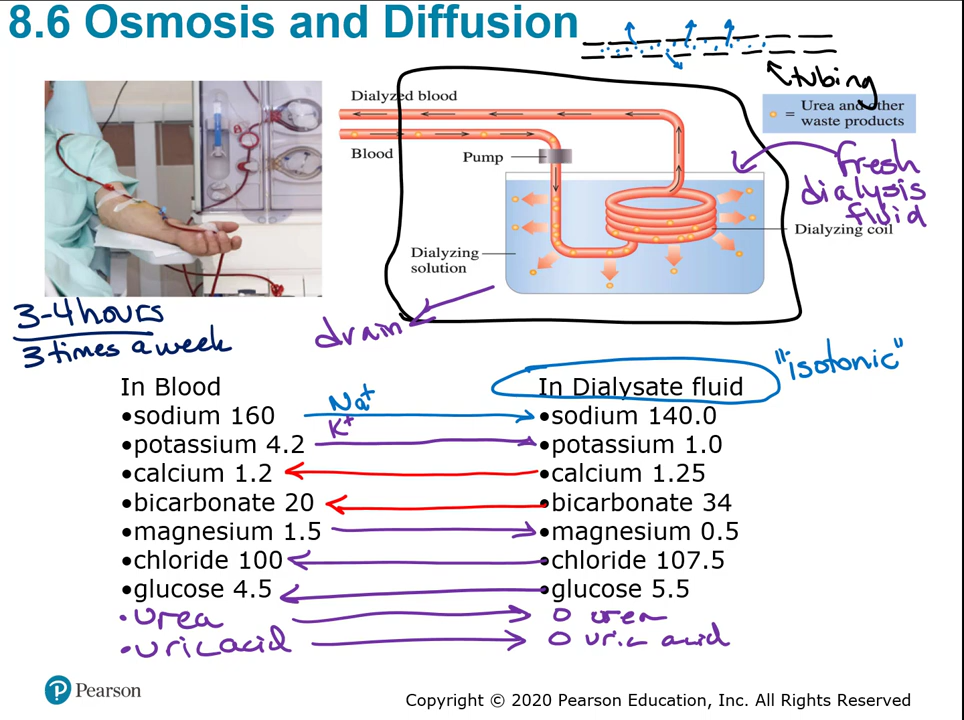 8.6 Osmosis and Diffusion
tubing
Dialyzed blood
= Urea and other
waste products
Blood
Pump
fresh
dialysis
fluid
Dialyzing coil
Dialyzing
solution
3-4 hours
3 times a week
drain
"isotonic"
In Blood
In Dialysate fluid
Na+
•sodium 160
•sodium 140.0
K+
•potassium 4.2
•potassium 1.0
•calcium 1.2
•calcium 1.25
•bicarbonate 20
•bicarbonate 34
•magnesium 1.5
•magnesium 0.5
•chloride 100
•chloride 107.5
•glucose 4.5
•glucose 5.5
•urea
0 urea
•uric acid
0 uric acid
P Pearson
Copyright © 2020 Pearson Education, Inc. All Rights Reserved